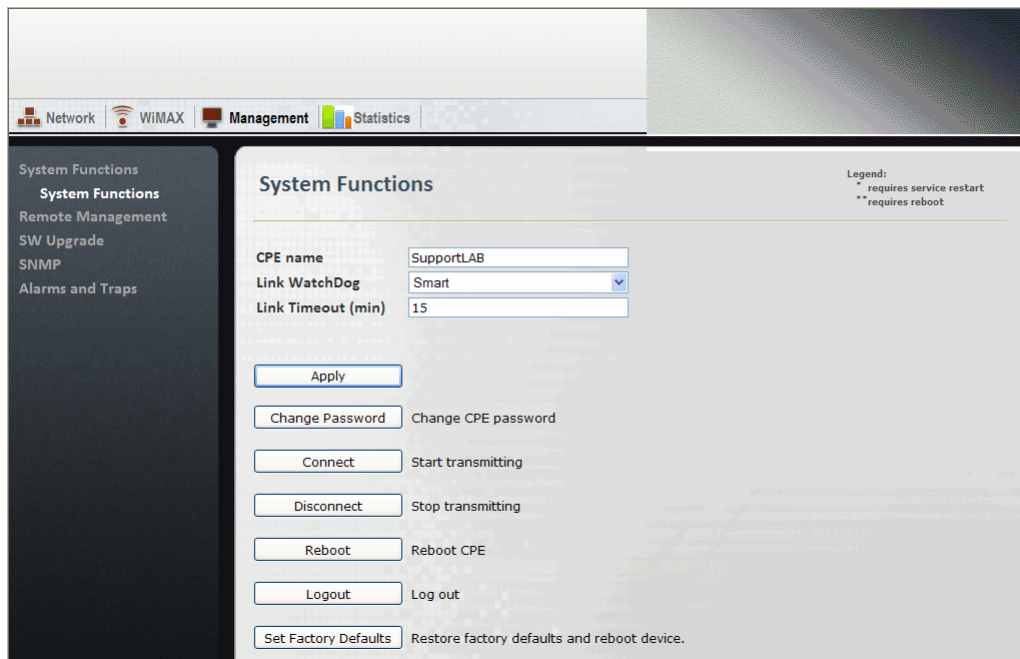 Network WiMAX Management Statistics
System Functions
System Functions
Remote Management
SW Upgrade
SNMP
Alarms and Traps
System Functions
Legend:
* requires service restart
** requires reboot
CPE name SupportLAB
Link WatchDog Smart
Link Timeout (min) 15
Apply
Change Password Change CPE password
Connect Start transmitting
Disconnect Stop transmitting
Reboot Reboot CPE
Logout Log out
Set Factory Defaults Restore factory defaults and reboot device.